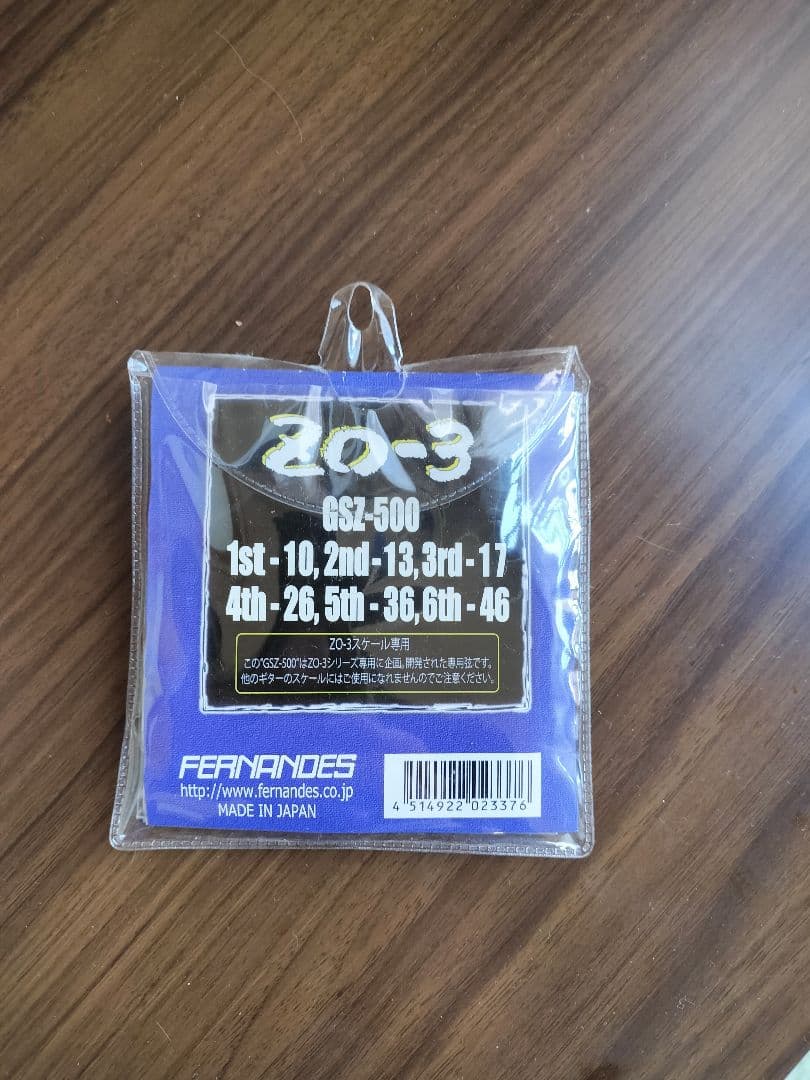 ZO-3
GSZ-500
1st - 10, 2nd - 13, 3rd - 17
4th - 26, 5th - 36, 6th - 46
ZO-3スケール専用
この"GSZ-500"はZO-3シリーズ専用に企画。開発された専用弦です。
他のギターのスケールにはご使用になれませんのでご注意ください。
FERNANDES
http://www.fernandes.co.jp
MADE IN JAPAN
4 514922 023376